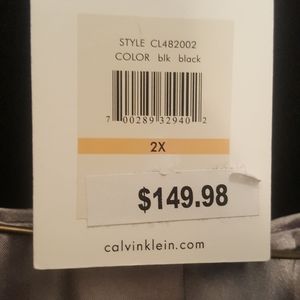 STYLE CL482002
COLOR blk black
7 00289 32940 2
2X
$149.98
calvinklein.com